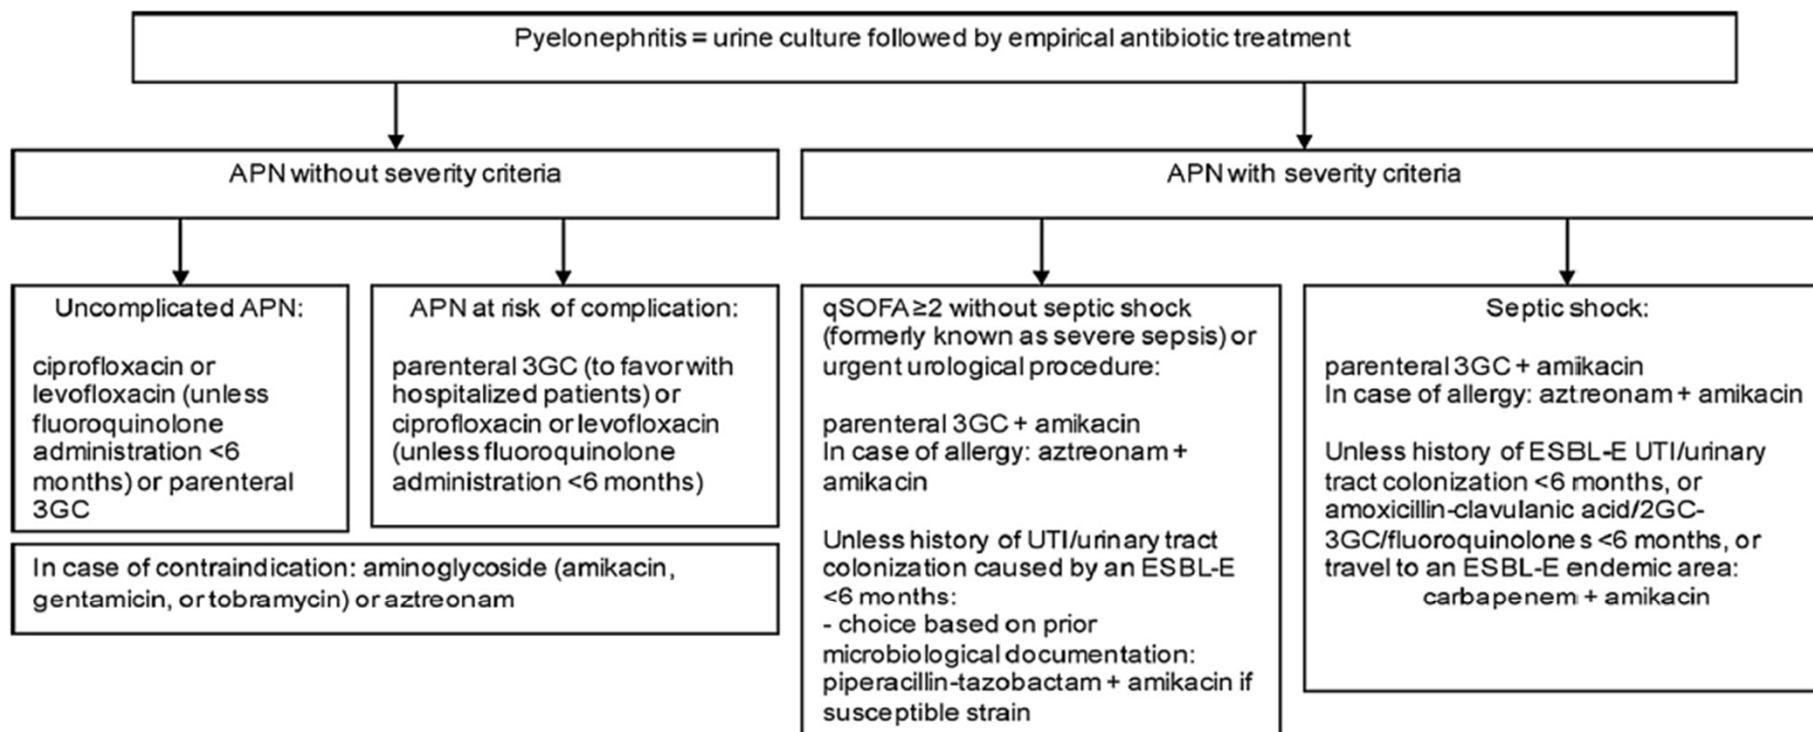 Pyelonephritis = urine culture followed by empirical antibiotic treatment
APN without severity criteria
APN with severity criteria
Uncomplicated APN:
ciprofloxacin or
levofloxacin (unless
fluoroquinolone
administration <6
months) or parenteral
3GC
APN at risk of complication:
parenteral 3GC (to favor with
hospitalized patients) or
ciprofloxacin or levofloxacin
(unless fluoroquinolone
administration <6 months)
In case of contraindication: aminoglycoside (amikacin,
gentamicin, or tobramycin) or aztreonam
qSOFA ≥2 without septic shock
(formerly known as severe sepsis) or
urgent urological procedure:
parenteral 3GC + amikacin
In case of allergy: aztreonam +
amikacin
Unless history of UTI/urinary tract
colonization caused by an ESBL-E
<6 months:
- choice based on prior
microbiological documentation:
piperacillin-tazobactam + amikacin if
susceptible strain
Septic shock:
parenteral 3GC + amikacin
In case of allergy: aztreonam + amikacin
Unless history of ESBL-E UTI/urinary
tract colonization <6 months, or
amoxicillin-clavulanic acid/2GC-
3GC/fluoroquinolones <6 months, or
travel to an ESBL-E endemic area:
carbapenem + amikacin